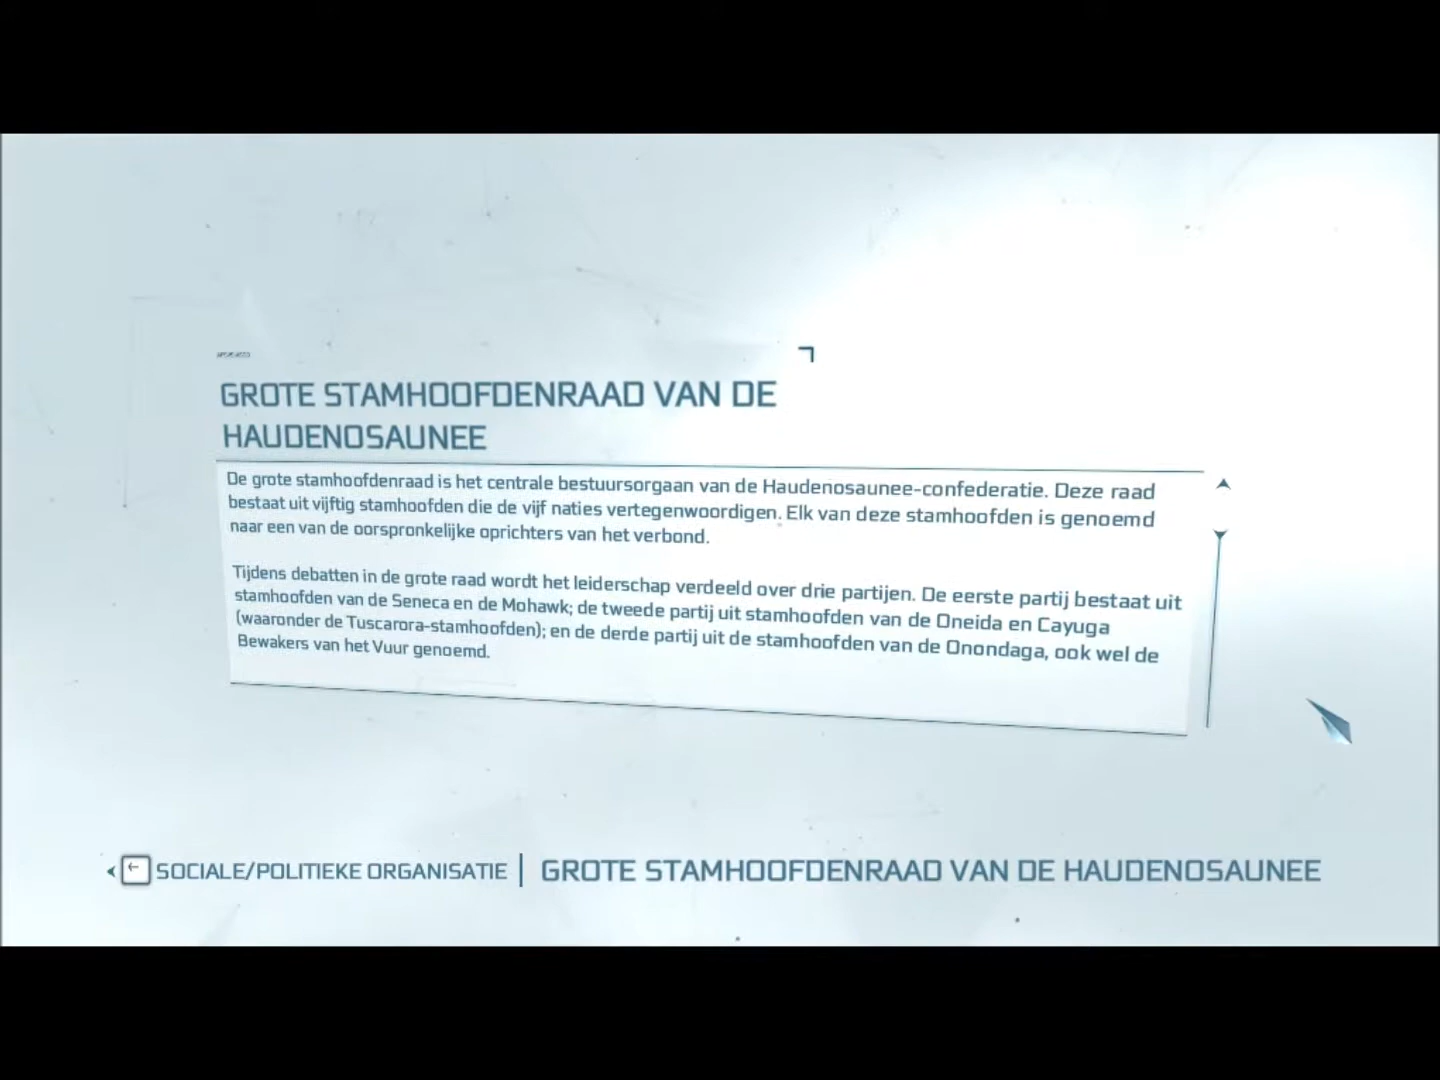 GROTE STAMHOOFDENRAAD VAN DE
HAUDENOSAUNEE
De grote stamhoofdenraad is het centrale bestuursorgaan van de Haudenosaunee-confederatie. Deze raad
bestaat uit vijftig stamhoofden die de vijf naties vertegenwoordigen. Elk van deze stamhoofden is genoemd
naar een van de oorspronkelijke oprichters van het verbond.
Tijdens debatten in de grote raad wordt het leiderschap verdeeld over drie partijen. De eerste partij bestaat uit
stamhoofden van de Seneca en de Mohawk; de tweede partij uit stamhoofden van de Oneida en Cayuga
(waaronder de Tuscarora-stamhoofden); en de derde partij uit de stamhoofden van de Onondaga, ook wel de
Bewakers van het Vuur genoemd.
SOCIALE/POLITIEKE ORGANISATIE | GROTE STAMHOOFDENRAAD VAN DE HAUDENOSAUNEE